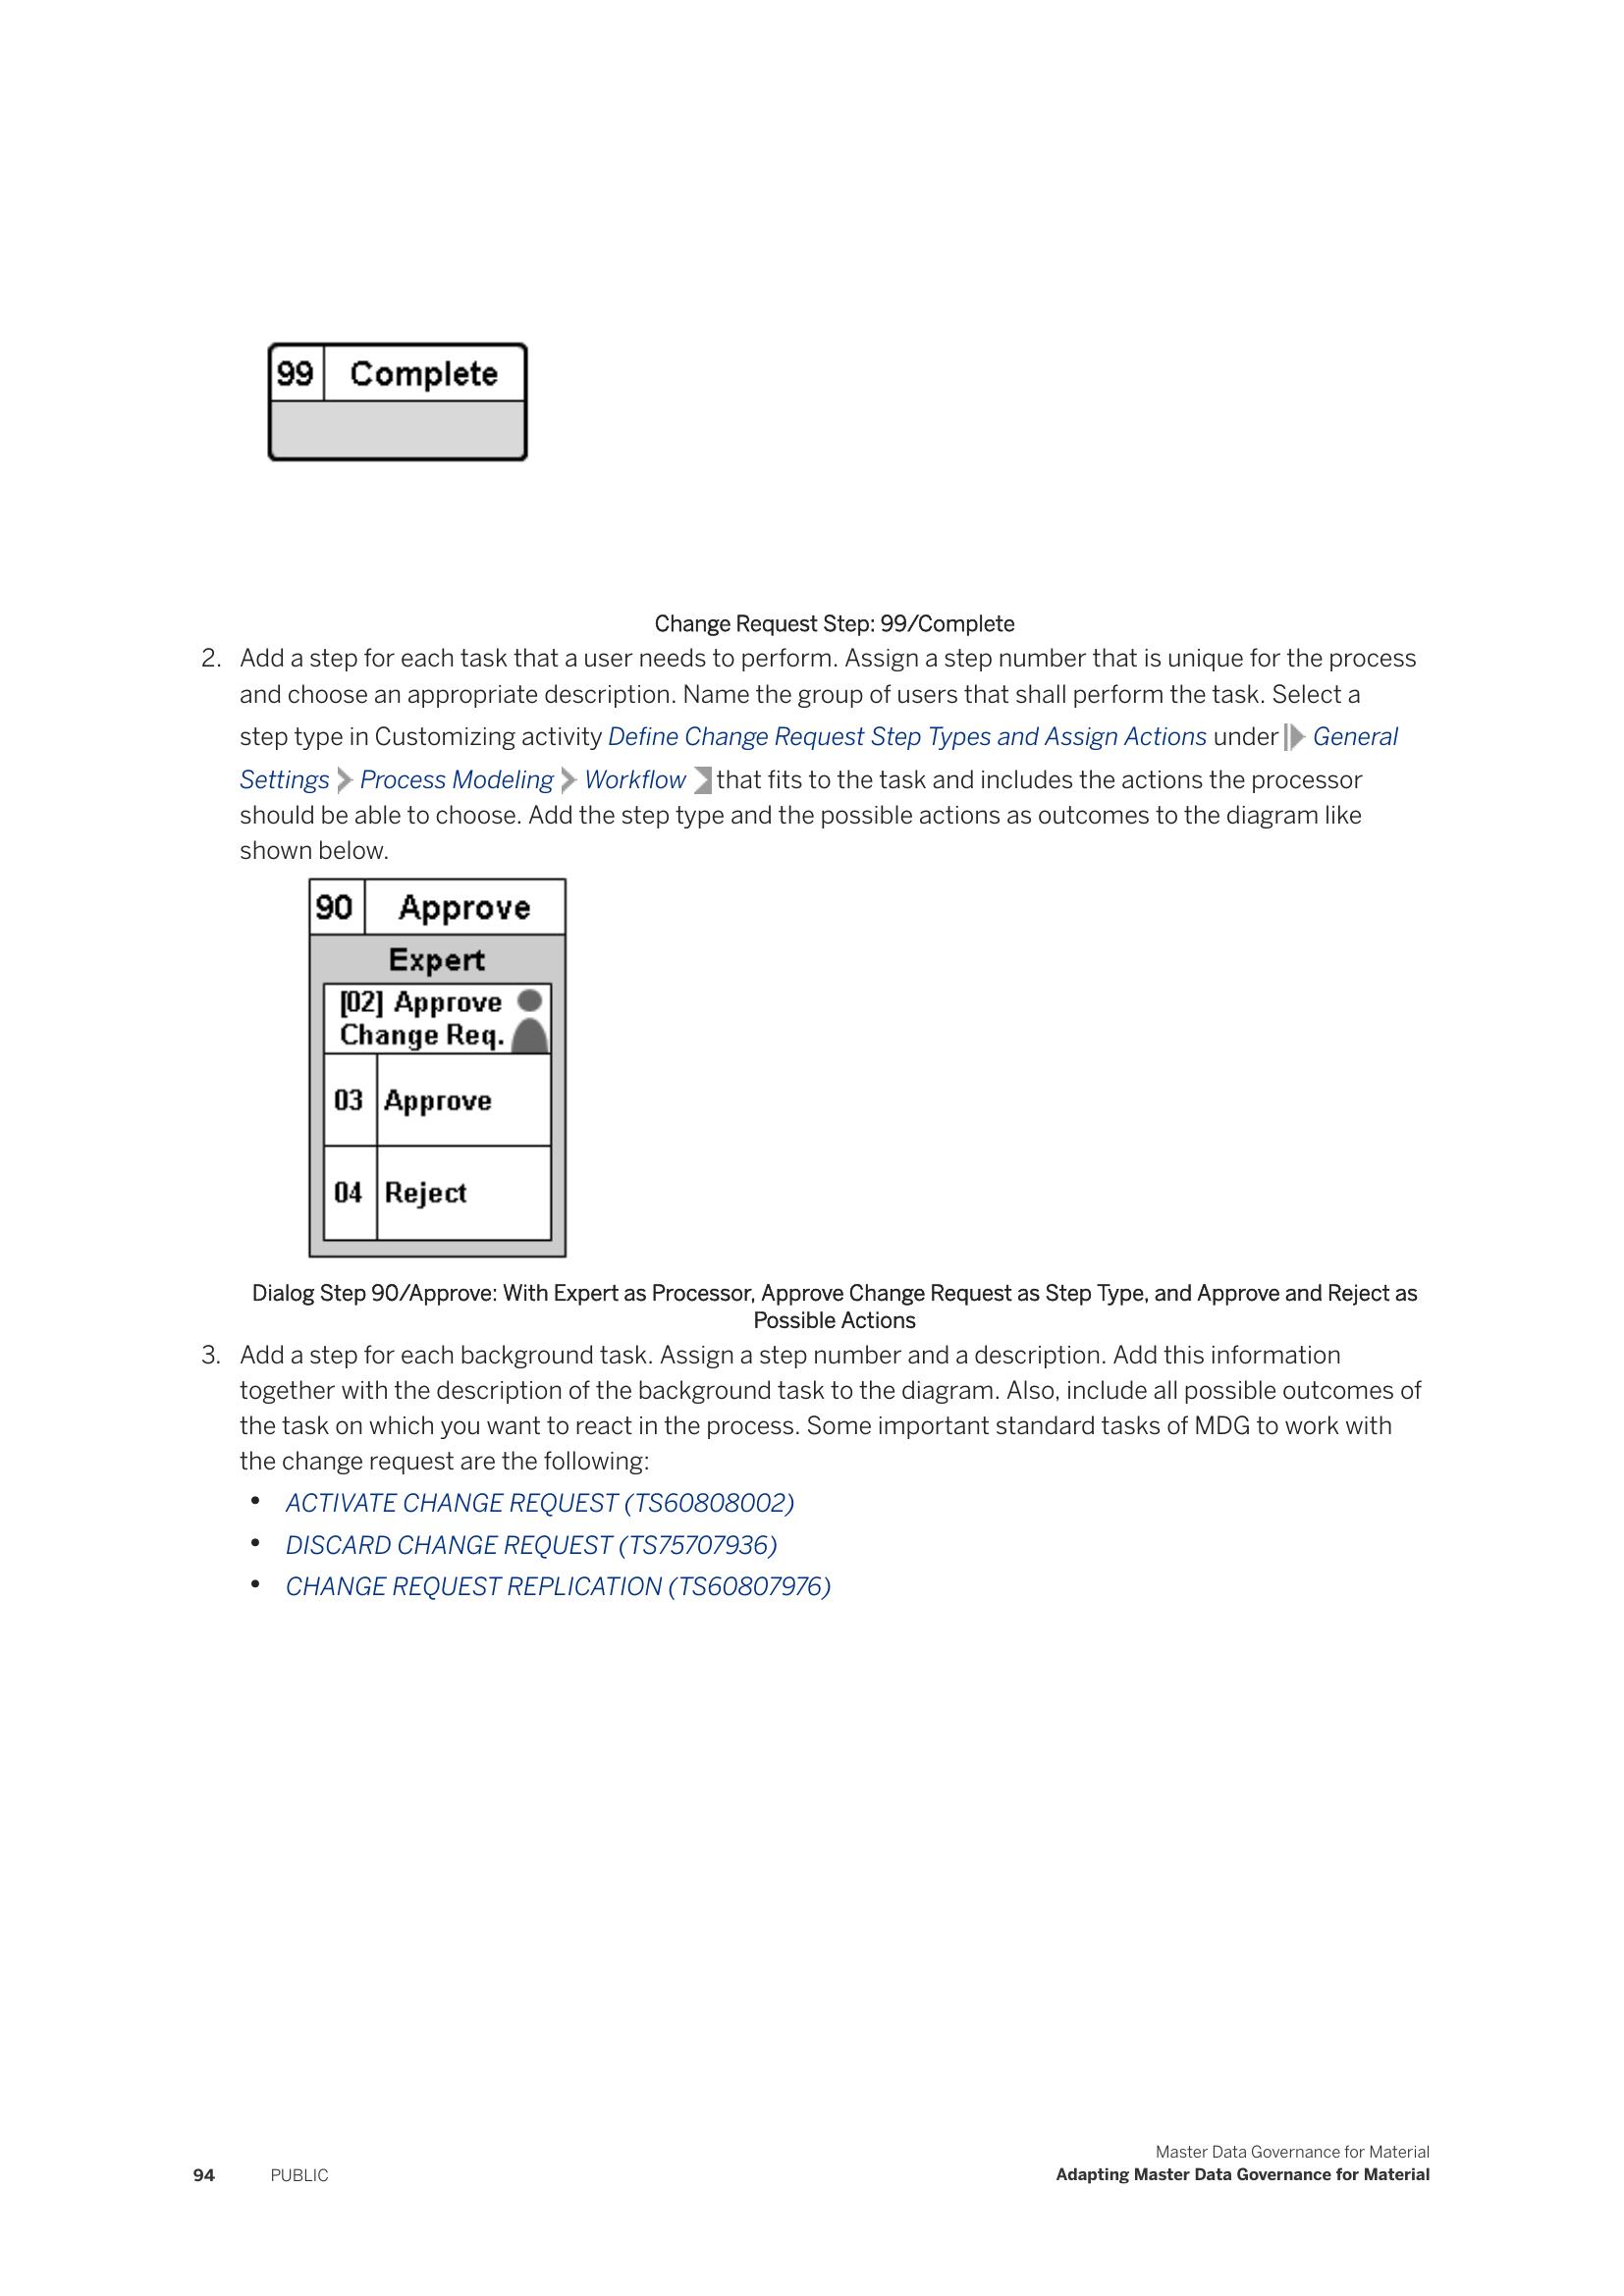 99 Complete
Change Request Step: 99/Complete
2. Add a step for each task that a user needs to perform. Assign a step number that is unique for the process
and choose an appropriate description. Name the group of users that shall perform the task. Select a
step type in Customizing activity Define Change Request Step Types and Assign Actions under General
Settings Process Modeling Workflow that fits to the task and includes the actions the processor
should be able to choose. Add the step type and the possible actions as outcomes to the diagram like
shown below.
90 Approve
Expert
[02] Approve
Change Req.
03 Approve
04 Reject
Dialog Step 90/Approve: With Expert as Processor, Approve Change Request as Step Type, and Approve and Reject as
Possible Actions
3. Add a step for each background task. Assign a step number and a description. Add this information
together with the description of the background task to the diagram. Also, include all possible outcomes of
the task on which you want to react in the process. Some important standard tasks of MDG to work with
the change request are the following:
• ACTIVATE CHANGE REQUEST (TS60808002)
• DISCARD CHANGE REQUEST (TS75707936)
• CHANGE REQUEST REPLICATION (TS60807976)
Master Data Governance for Material
94 PUBLIC Adapting Master Data Governance for Material